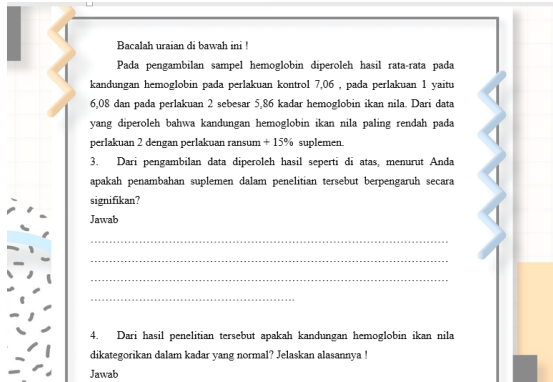 Bacalah uraian di bawah ini !
Pada pengambilan sampel hemoglobin diperoleh hasil rata-rata pada
kandungan hemoglobin pada perlakuan kontrol 7,06 , pada perlakuan 1 yaitu
6,08 dan pada perlakuan 2 sebesar 5,86 kadar hemoglobin ikan nila. Dari data
yang diperoleh bahwa kandungan hemoglobin ikan nila paling rendah pada
perlakuan 2 dengan perlakuan ransum + 15% suplemen.
3. Dari pengambilan data diperoleh hasil seperti di atas, menurut Anda
apakah penambahan suplemen dalam penelitian tersebut berpengaruh secara
signifikan?
Jawab
4. Dari hasil penelitian tersebut apakah kandungan hemoglobin ikan nila
dikategorikan dalam kadar yang normal? Jelaskan alasannya !
Jawab